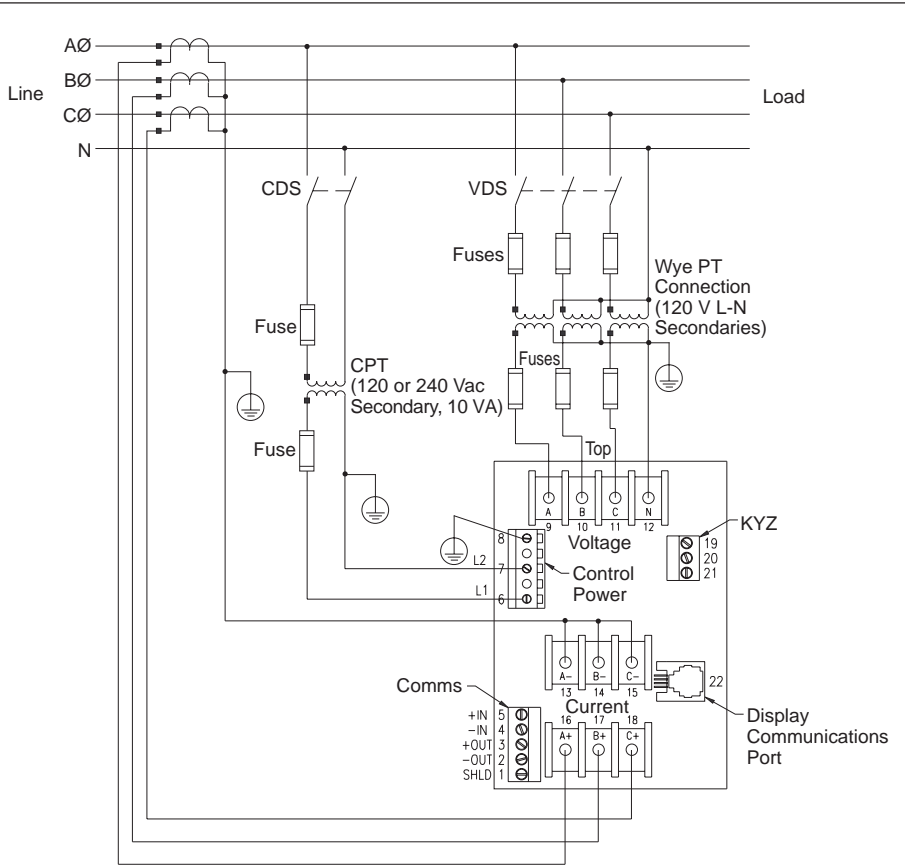 AØ
BØ
Line
CØ
Load
N
CDS
VDS
Fuses
Wye PT
Connection
(120 V L-N
Secondaries)
Fuse
Fuses
CPT
(120 or 240 Vac
Secondary, 10 VA)
Fuse
Top
A B C N
9 10 11 12
Voltage
KYZ
19
20
21
8
L2
7
Control
Power
L1
6
A- B- C-
13 14 15
22
Comms
Current
16 17 18
A+ B+ C+
+IN 5
-IN 4
+OUT 3
-OUT 2
SHLD 1
Display
Communications
Port